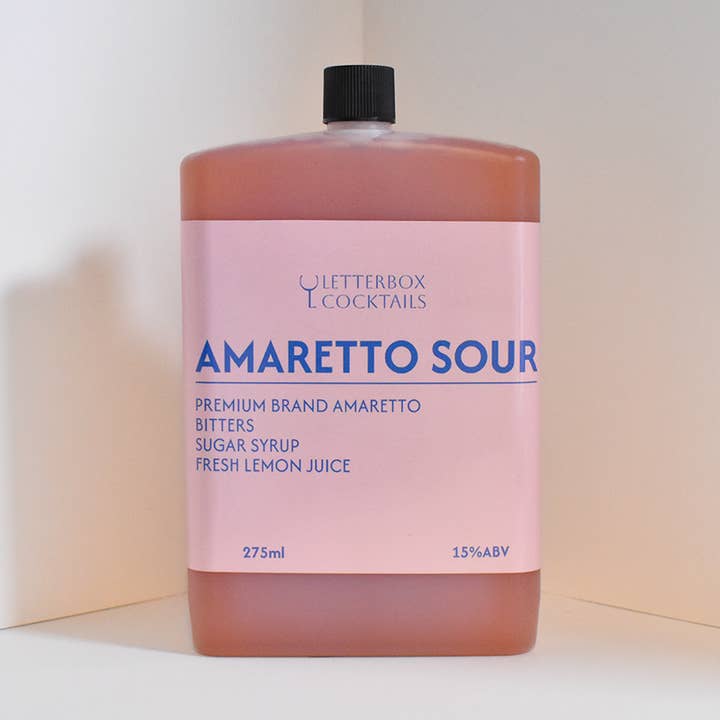 LETTERBOX
COCKTAILS
AMARETTO SOUR
PREMIUM BRAND AMARETTO
BITTERS
SUGAR SYRUP
FRESH LEMON JUICE
275ml 15%ABV